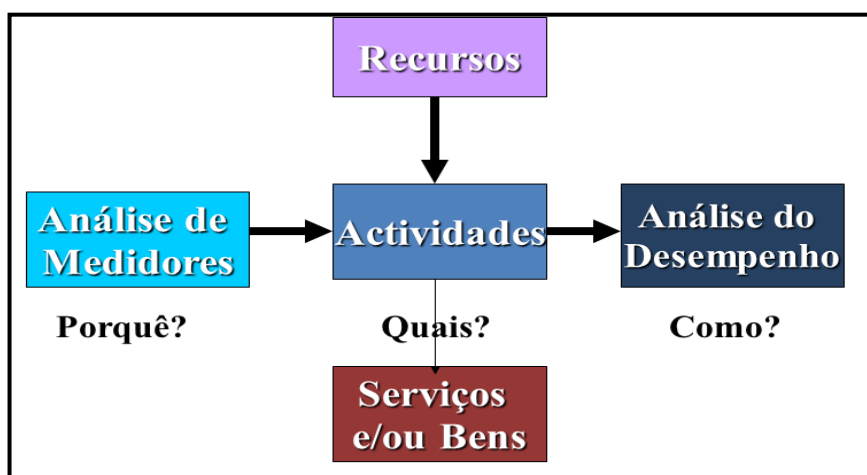 Recursos
Análise de
Medidores
Actividades
Análise do
Desempenho
Porquê?
Quais?
Como?
Serviços
e/ou Bens